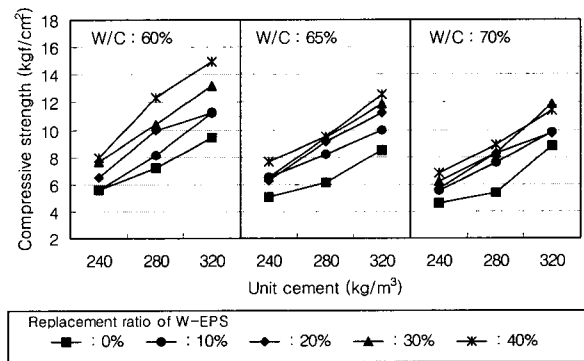 W/C : 60% W/C : 65% W/C : 70%
Compressive strength (kgf/cm²)
18
16
14
12
10
8
6
4
2
240 280 320 240 280 320 240 280 320
Unit cement (kg/m³)
Replacement ratio of W-EPS
: 0% : 10% : 20% : 30% : 40%